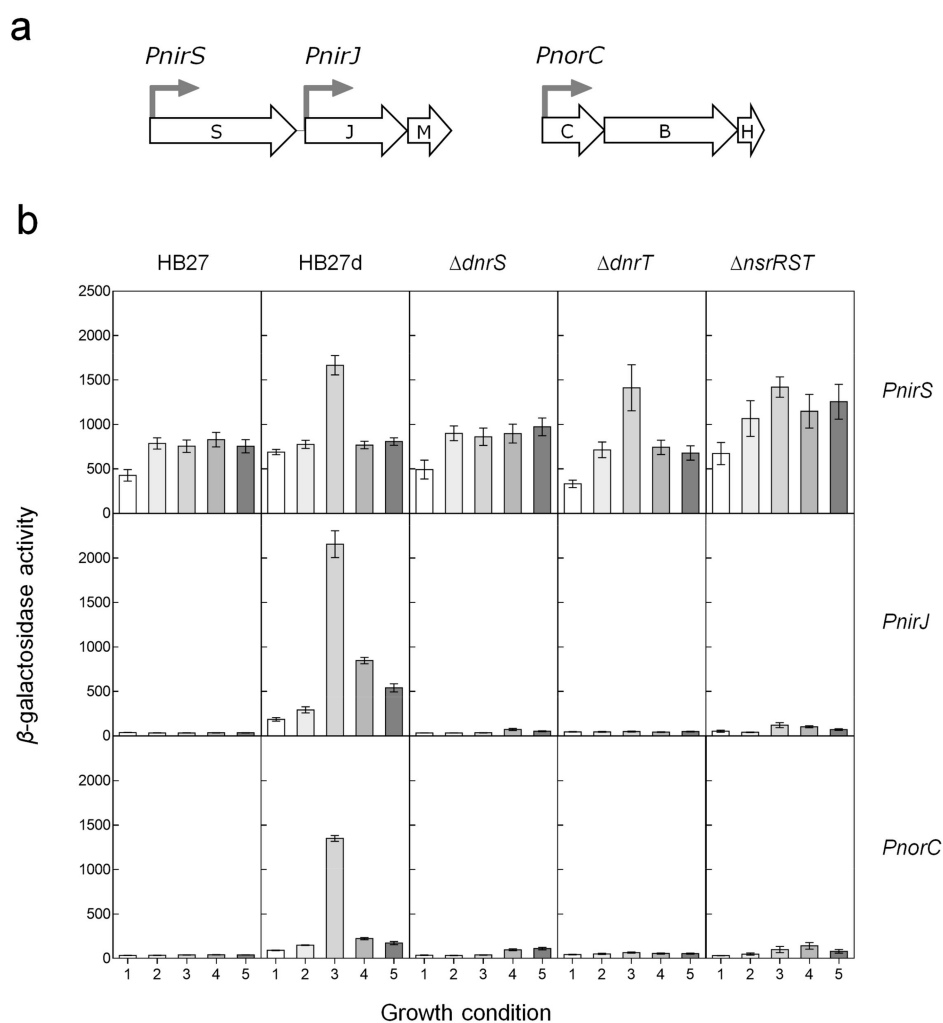 a
PnirS PnirJ PnorC
S J M C B H
b
HB27 HB27d ΔdnrS ΔdnrT ΔnsrRST
2500
2000
1500
1000
500
0
PnirS
2000
1500
1000
500
0
PnirJ
2000
1500
1000
500
0
PnorC
β-galactosidase activity
1 2 3 4 5 1 2 3 4 5 1 2 3 4 5 1 2 3 4 5 1 2 3 4 5
Growth condition